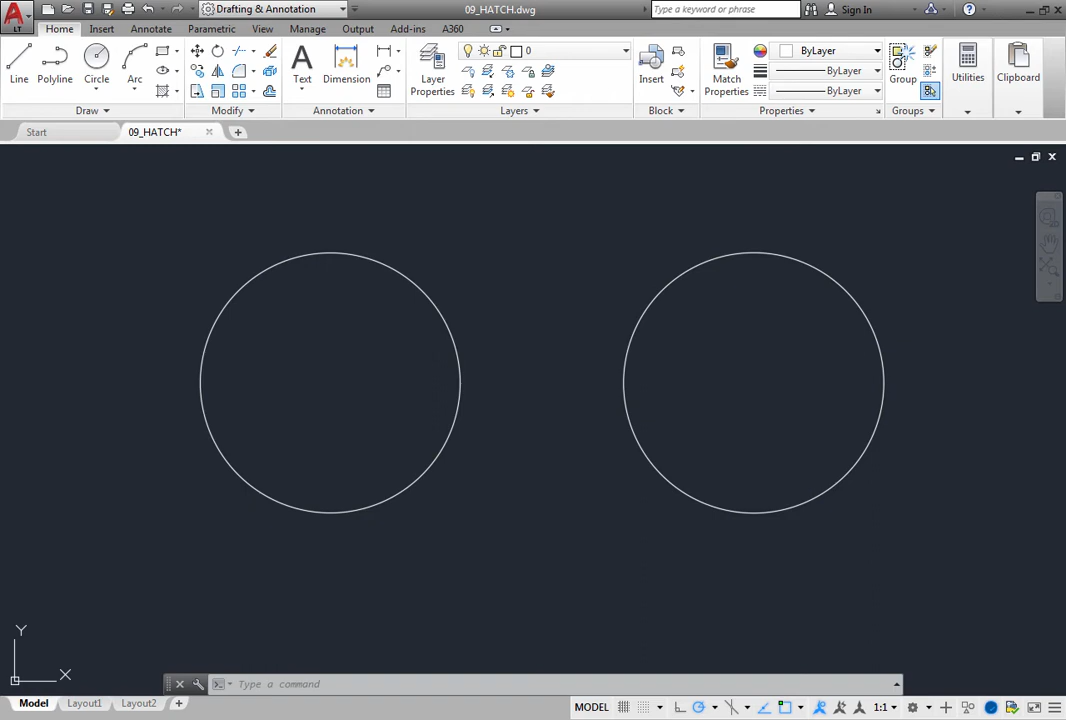 Drafting & Annotation
09_HATCH.dwg
Type a keyword or phrase
Sign In
LT
Home Insert Annotate Parametric View Manage Output Add-ins A360
Line Polyline Circle Arc
Text Dimension
Layer Properties
0
Insert
Match Properties
ByLayer
ByLayer
ByLayer
Group
Utilities
Clipboard
Draw Modify Annotation Layers Block Properties Groups
Start 09_HATCH*
Y
X
Type a command
Model Layout1 Layout2
MODEL
1:1